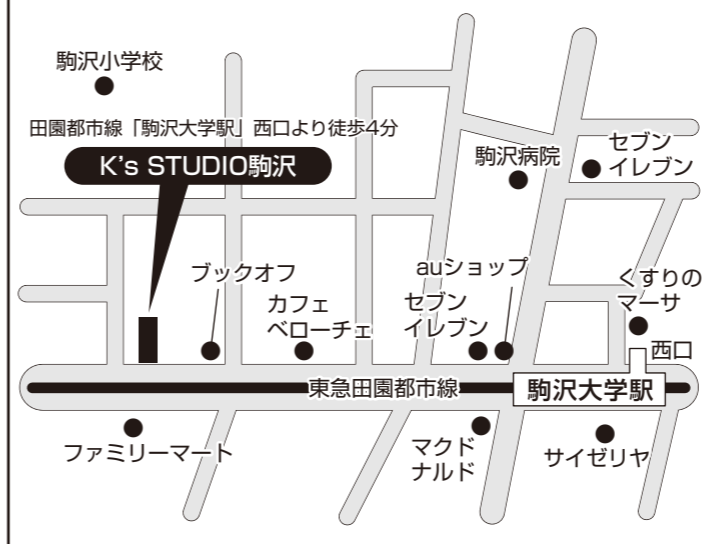 駒沢小学校
田園都市線「駒沢大学駅」西口より徒歩4分
K's STUDIO駒沢
駒沢病院
セブン
イレブン
ブックオフ
カフェ
ベローチェ
auショップ
セブン
イレブン
くすりの
マーサ
西口
東急田園都市線
駒沢大学駅
ファミリーマート
マクド
ナルド
サイゼリヤ